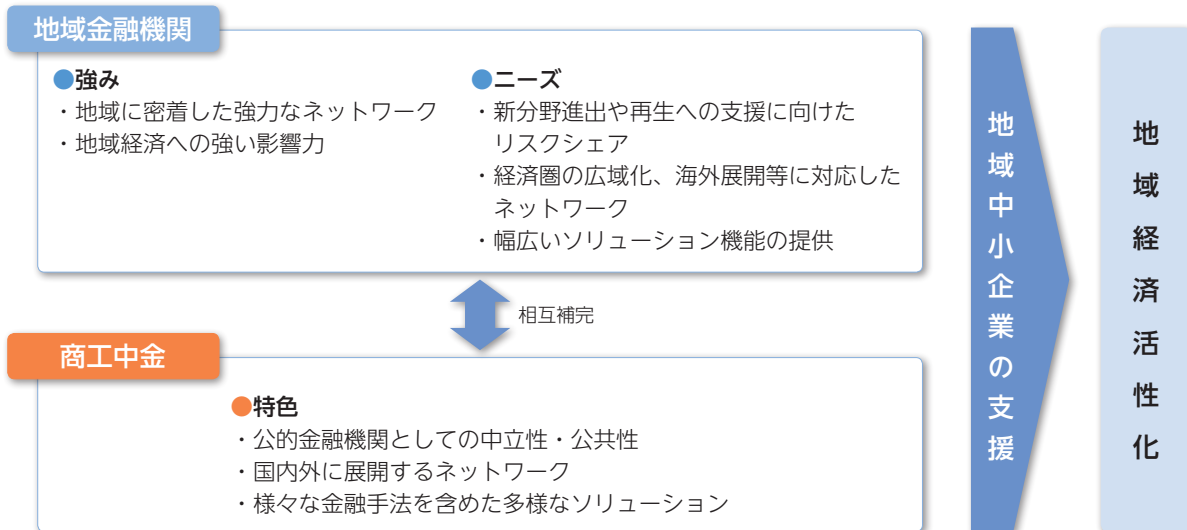 地域金融機関
●強み
・地域に密着した強力なネットワーク
・地域経済への強い影響力
●ニーズ
・新分野進出や再生への支援に向けた
リスクシェア
・経済圏の広域化、海外展開等に対応した
ネットワーク
・幅広いソリューション機能の提供
相互補完
商工中金
●特色
・公的金融機関としての中立性・公共性
・国内外に展開するネットワーク
・様々な金融手法を含めた多様なソリューション
地域中小企業の支援
地域経済活性化